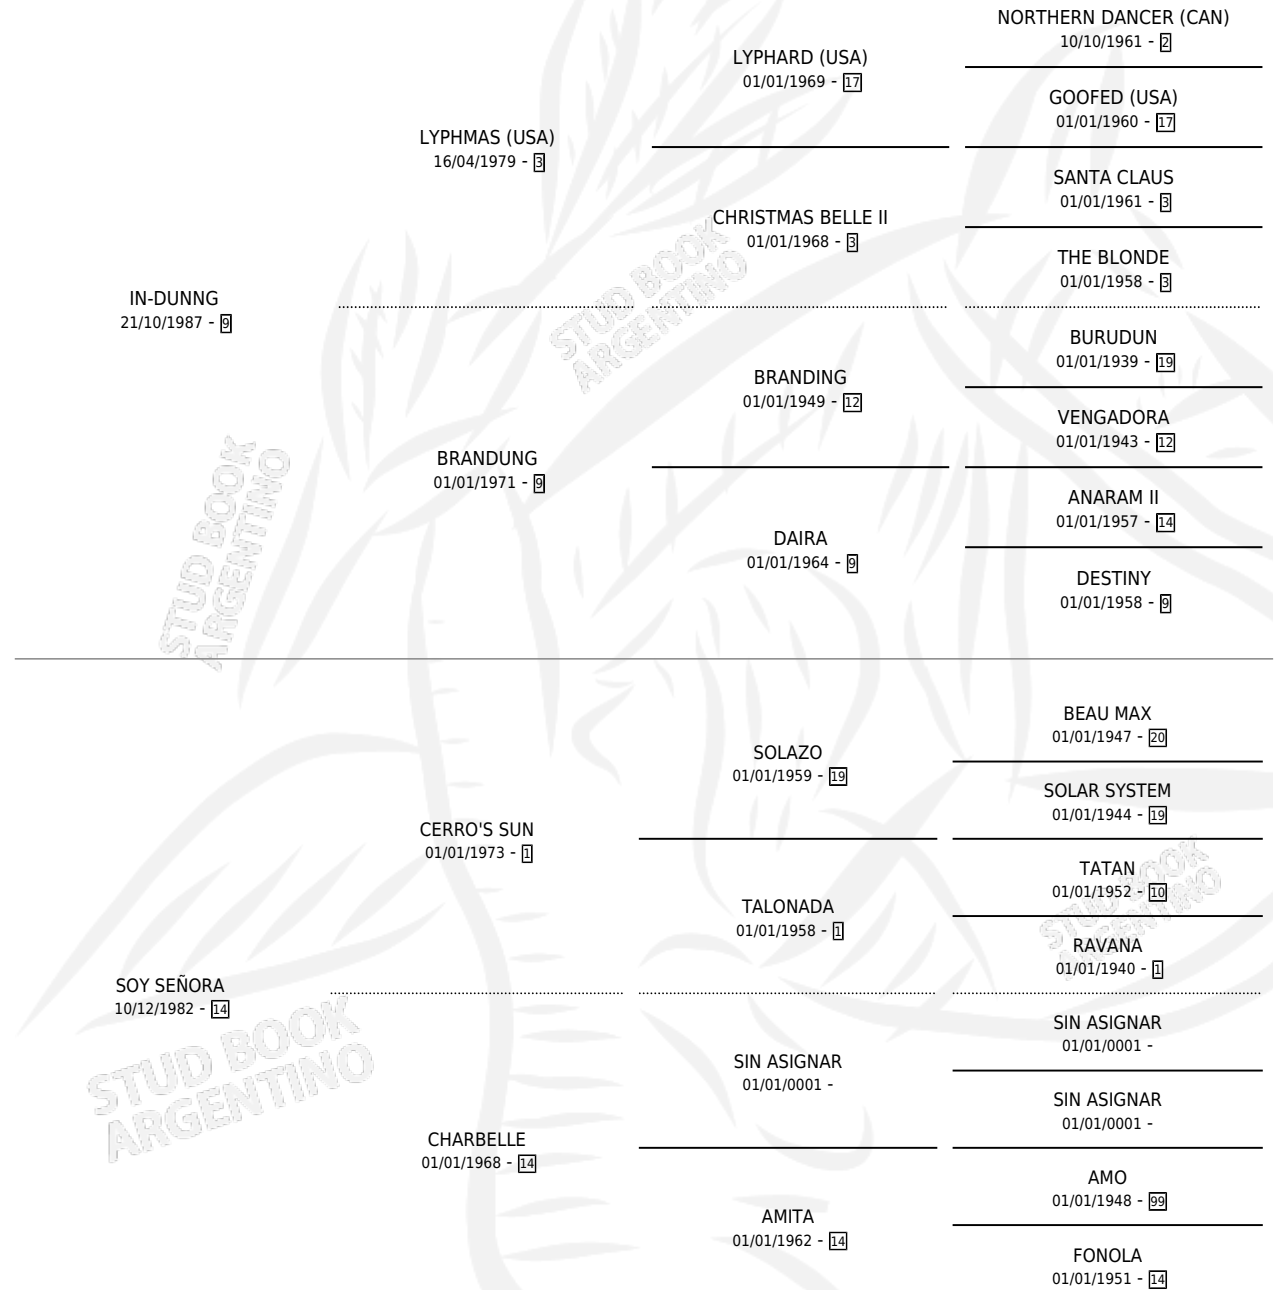 NORTHERN DANCER (CAN)
10/10/1961 - 2
LYPHARD (USA)
01/01/1969 - 17
GOOFED (USA)
01/01/1960 - 17
LYPHMAS (USA)
16/04/1979 - 3
SANTA CLAUS
01/01/1961 - 3
CHRISTMAS BELLE II
01/01/1968 - 3
THE BLONDE
01/01/1958 - 3
IN-DUNNG
21/10/1987 - 9
BURUDUN
01/01/1939 - 19
BRANDING
01/01/1949 - 12
VENGADORA
01/01/1943 - 12
BRANDUNG
01/01/1971 - 9
ANARAM II
01/01/1957 - 14
DAIRA
01/01/1964 - 9
DESTINY
01/01/1958 - 9
BEAU MAX
01/01/1947 - 20
SOLAZO
01/01/1959 - 19
SOLAR SYSTEM
01/01/1944 - 19
CERRO'S SUN
01/01/1973 - 1
TATAN
01/01/1952 - 10
TALONADA
01/01/1958 - 1
RAVANA
01/01/1940 - 1
SOY SEÑORA
10/12/1982 - 14
SIN ASIGNAR
01/01/0001 -
SIN ASIGNAR
01/01/0001 -
SIN ASIGNAR
01/01/0001 -
CHARBELLE
01/01/1968 - 14
AMO
01/01/1948 - 99
AMITA
01/01/1962 - 14
FONOLA
01/01/1951 - 14
STUD BOOK
ARGENTINO
STUD BOOK
ARGENTINO
STUD BOOK
ARGENTINO
STUD BOOK
ARGENTINO